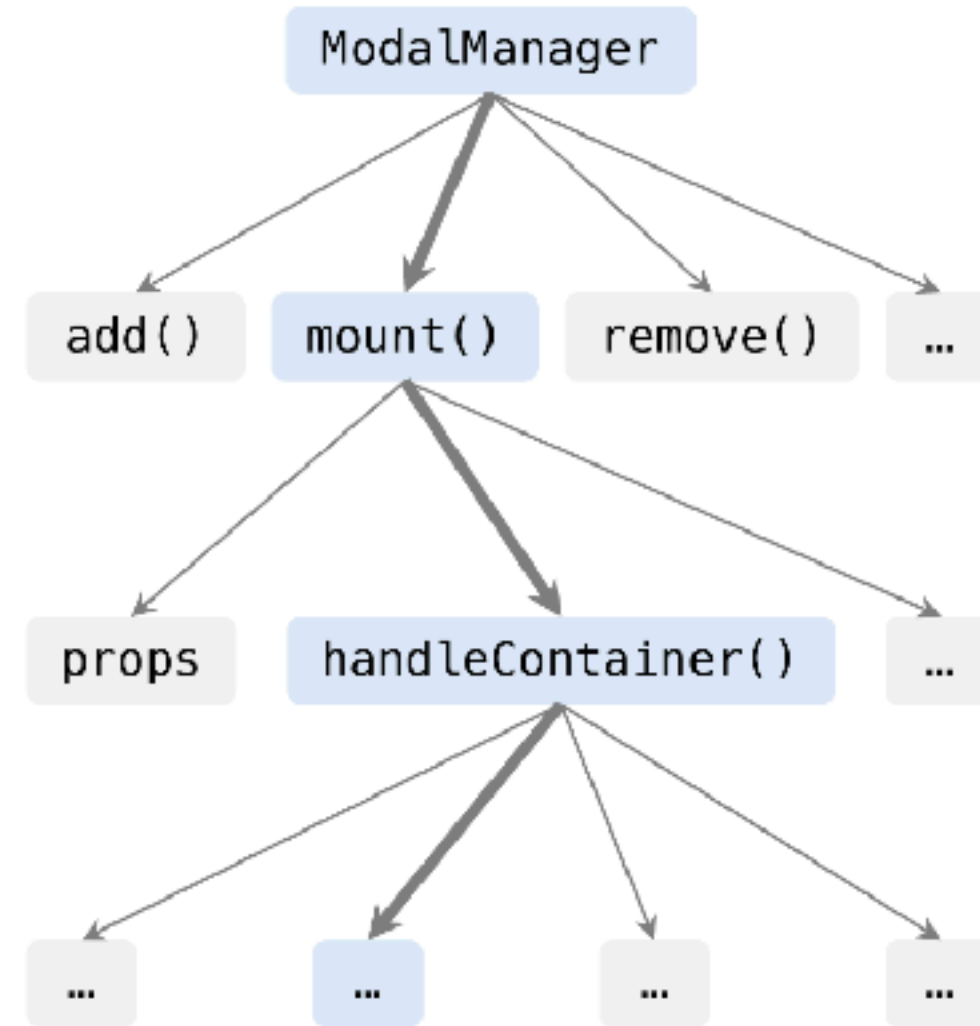 ModalManager
add() mount() remove() …
props handleContainer() …
… … … …